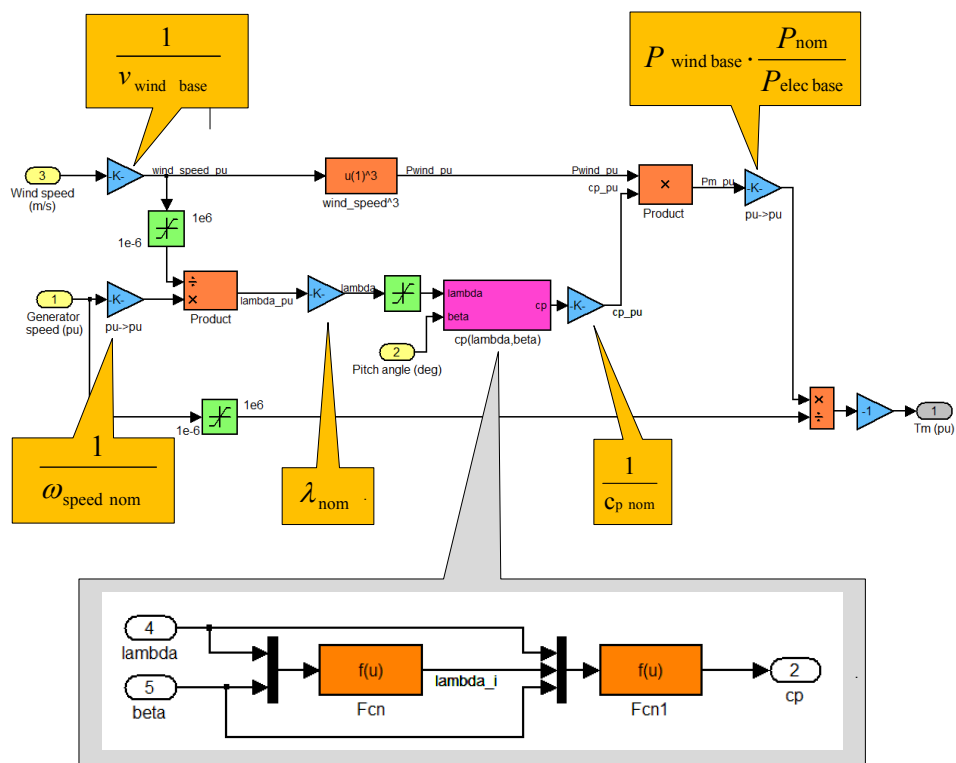 1
v wind base
P wind base · P nom
P elec base
3
-K-
wind_speed_pu
u(1)^3
Pwind_pu
Pwind_pu
cp_pu
×
Pm_pu
-K-
Wind speed
(m/s)
wind_speed^3
Product
pu->pu
1e6
1e-6
1
-K-
÷
×
lambda_pu
-K-
lambda
lambda
beta
cp
-K-
cp_pu
Generator
speed (pu)
pu->pu
Product
2
cp(lambda,beta)
Pitch angle (deg)
1e6
1e-6
×
÷
-1
1
Tm (pu)
1
ω speed nom
λ nom .
1
cp nom
4
lambda
f(u)
lambda_i
f(u)
2
cp
5
beta
Fcn
Fcn1